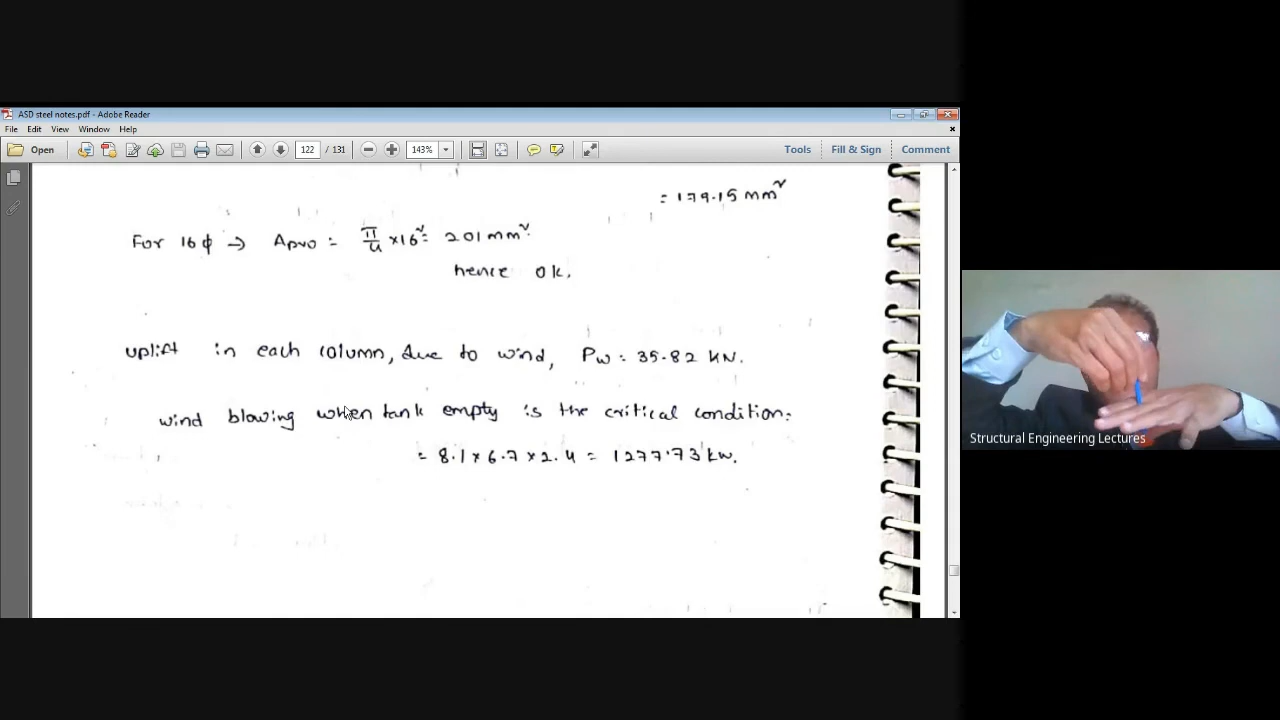 ASD steel notes.pdf - Adobe Reader
File Edit View Window Help
Open 122 / 131 143% Tools Fill & Sign Comment
= 179.15 mm²
For 16 ϕ → Apro = π/4 × 16² = 201 mm².
hence ok.
uplift in each column, due to wind, Pw = 35.82 KN.
wind blowing when tank empty is the critical condition.
= 8.1 × 6.7 × 2.4 = 1277.73 kN.
Structural Engineering Lectures